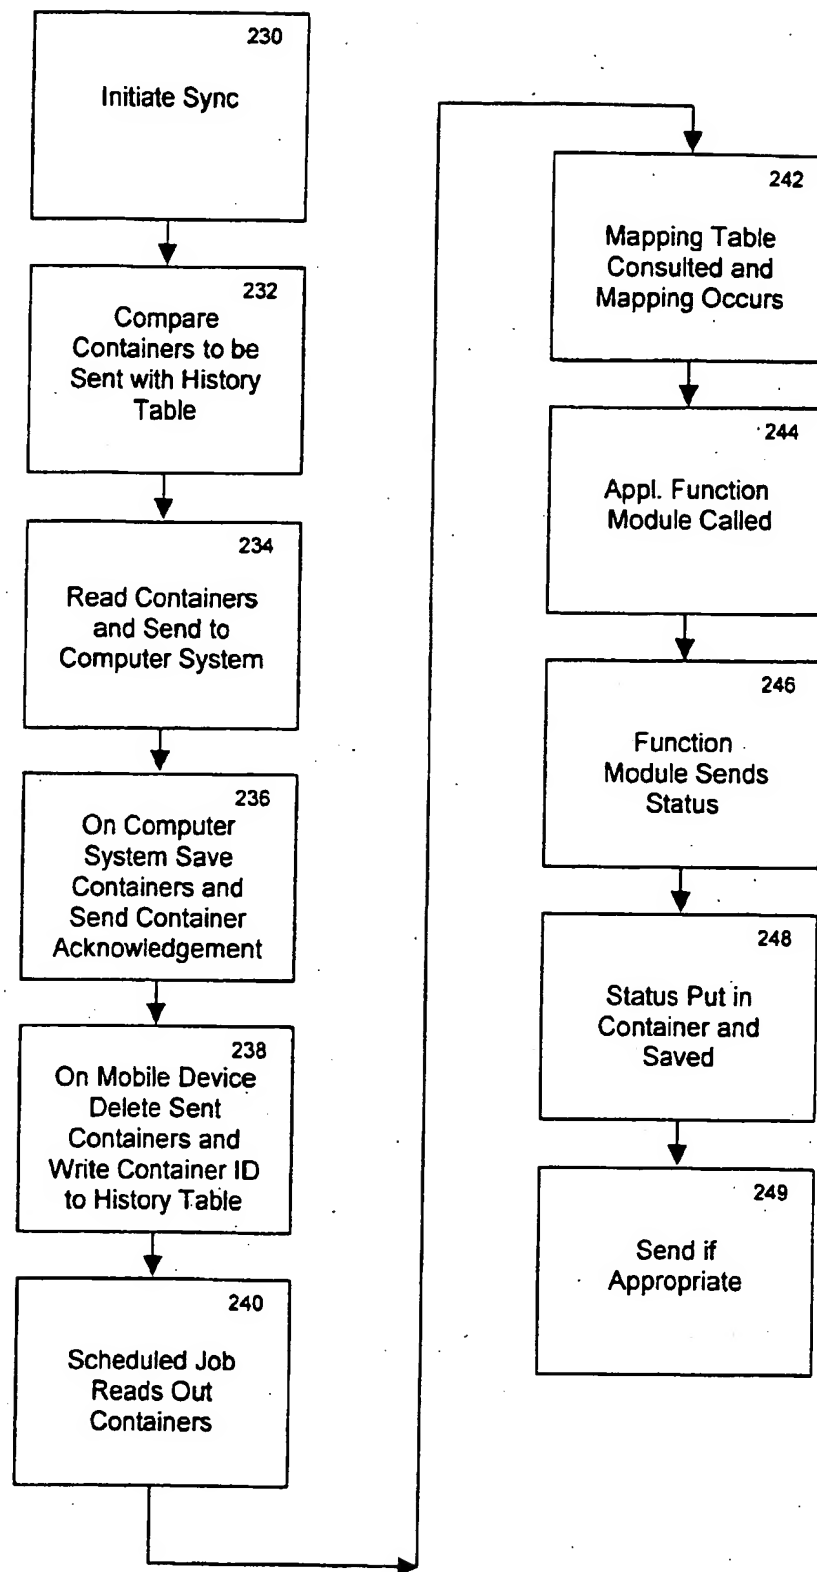 230
Initiate Sync
232
Compare
Containers to be
Sent with History
Table
234
Read Containers
and Send to
Computer System
236
On Computer
System Save
Containers and
Send Container
Acknowledgement
238
On Mobile Device
Delete Sent
Containers and
Write Container ID
to History Table
240
Scheduled Job
Reads Out
Containers
242
Mapping Table
Consulted and
Mapping Occurs
244
Appl. Function
Module Called
246
Function
Module Sends
Status
248
Status Put in
Container and
Saved
249
Send if
Appropriate